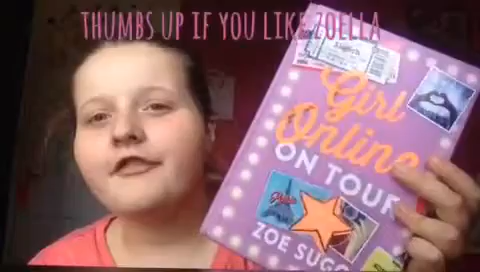 THUMBS UP IF YOU LIKE ZOELLA
Girl
Online
ON TOUR
ZOE SUGG